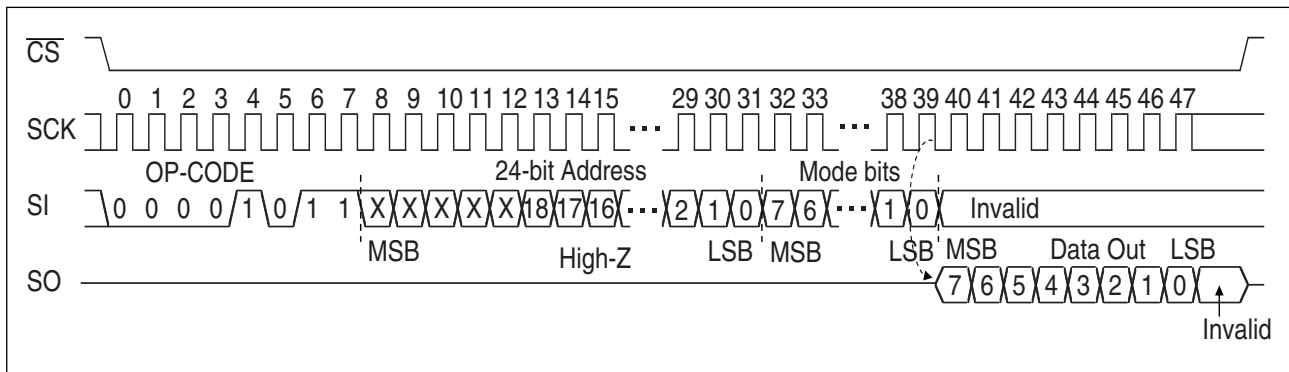 CS
0 1 2 3 4 5 6 7 8 9 10 11 12 13 14 15 29 30 31 32 33 38 39 40 41 42 43 44 45 46 47
SCK
OP-CODE 24-bit Address Mode bits
SI 0 0 0 0 1 0 1 1 X X X X X 18 17 16 2 1 0 7 6 1 0 Invalid
MSB High-Z LSB MSB LSB MSB Data Out LSB
SO 7 6 5 4 3 2 1 0
Invalid